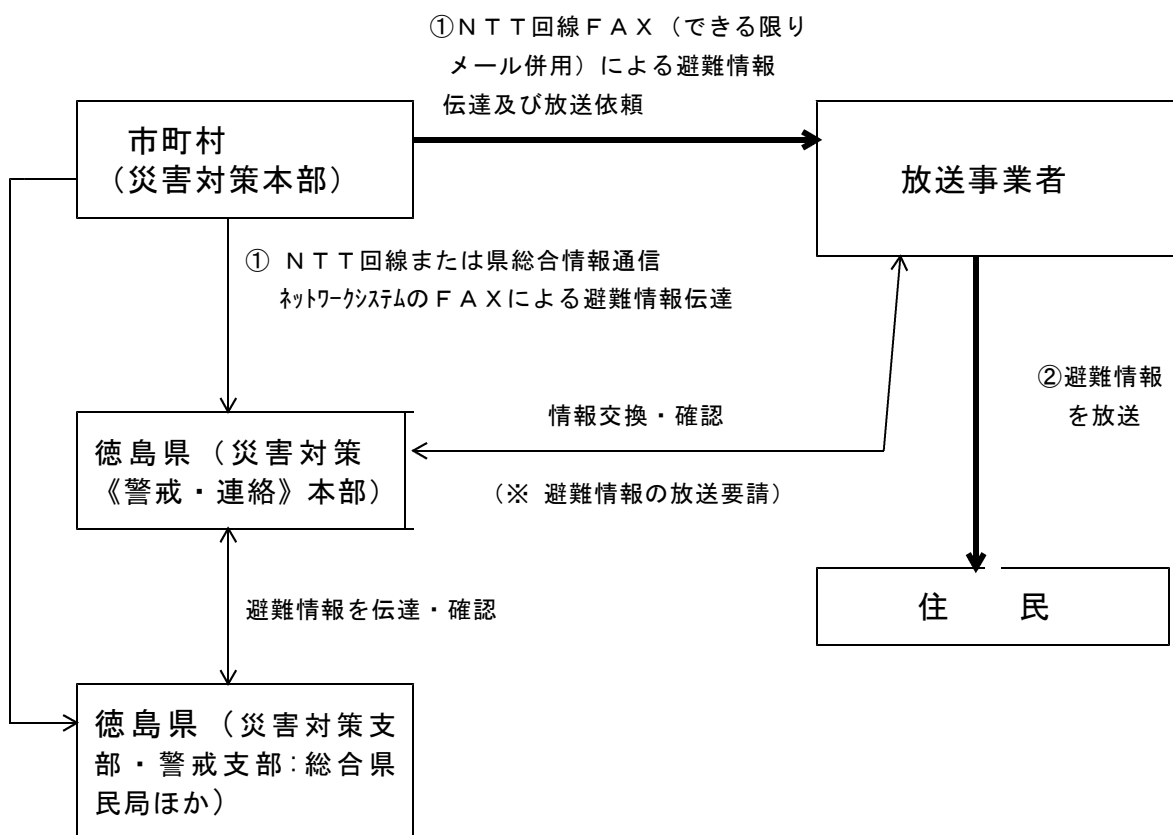 ①ＮＴＴ回線ＦＡＸ（できる限り
メール併用）による避難情報
伝達及び放送依頼
市町村
（災害対策本部）
放送事業者
① ＮＴＴ回線または県総合情報通信
ﾈｯﾄﾜｰｸｼｽﾃﾑのＦＡＸによる避難情報伝達
②避難情報
を放送
情報交換・確認
徳島県（災害対策
《警戒・連絡》本部）
（※ 避難情報の放送要請）
住　　民
避難情報を伝達・確認
徳島県（災害対策支
部・警戒支部：総合県
民局ほか）